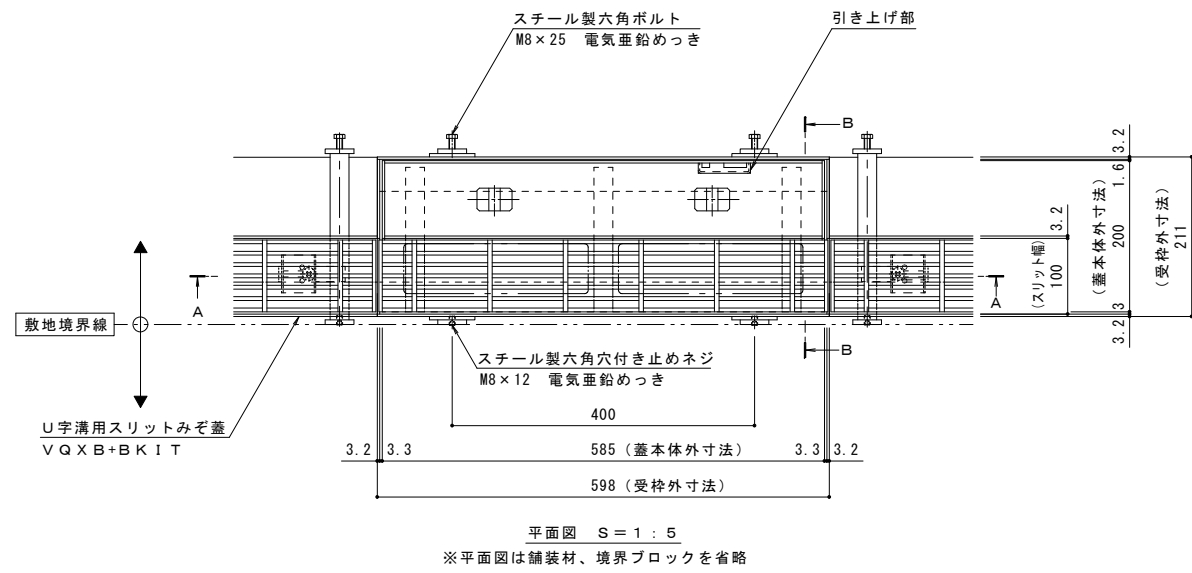 スチール製六角ボルト
M8×25 電気亜鉛めっき
引き上げ部
B
A
A
B
敷地境界線
スチール製六角穴付き止めネジ
M8×12 電気亜鉛めっき
U字溝用スリットみぞ蓋
VQXB+BKIT
400
3.2
3.3
585(蓋本体外寸法)
3.3
3.2
598(受枠外寸法)
3.2
(スリット幅)
100
3.2
1.6
(蓋本体外寸法)
200
3
3.2
(受枠外寸法)
211
平面図 S=1:5
※平面図は舗装材、境界ブロックを省略